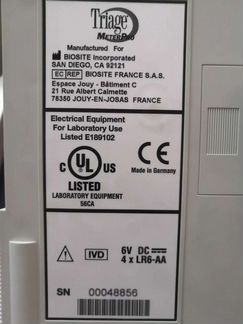 Triage
METERPRO
Manufactured For
BIOSITE Incorporated
SAN DIEGO, CA 92121
EC REP BIOSITE FRANCE S.A.S.
Espace Jouy - Bâtiment C
21 Rue Albert Calmette
78350 JOUY-EN-JOSAS FRANCE
Electrical Equipment
For Laboratory Use
Listed E189102
C UL US CE
LISTED Made in Germany
LABORATORY EQUIPMENT
56CA
IVD 6V DC
4 x LR6-AA
SN 00048856